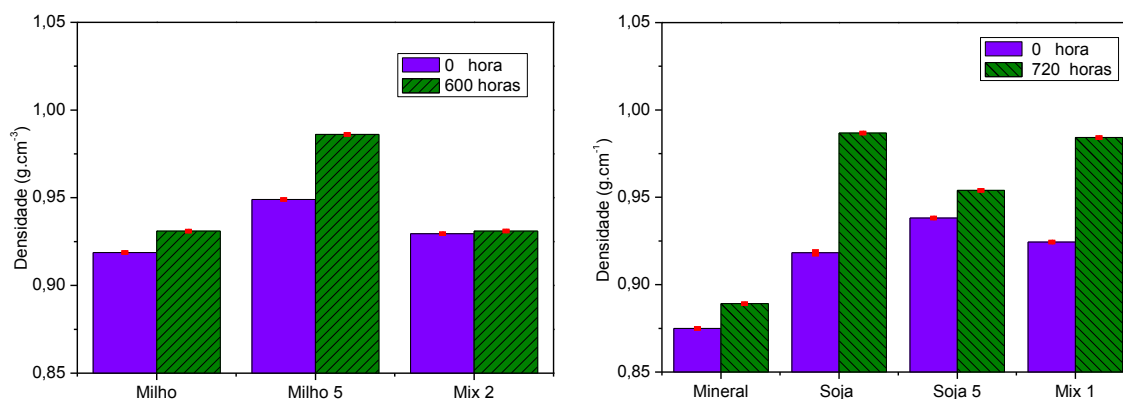 1,05
1,00
0,95
0,90
0,85
Densidade (g.cm-3)
0 hora
600 horas
Milho
Milho 5
Mix 2
1,05
1,00
0,95
0,90
0,85
Densidade (g.cm-1)
0 hora
720 horas
Mineral
Soja
Soja 5
Mix 1